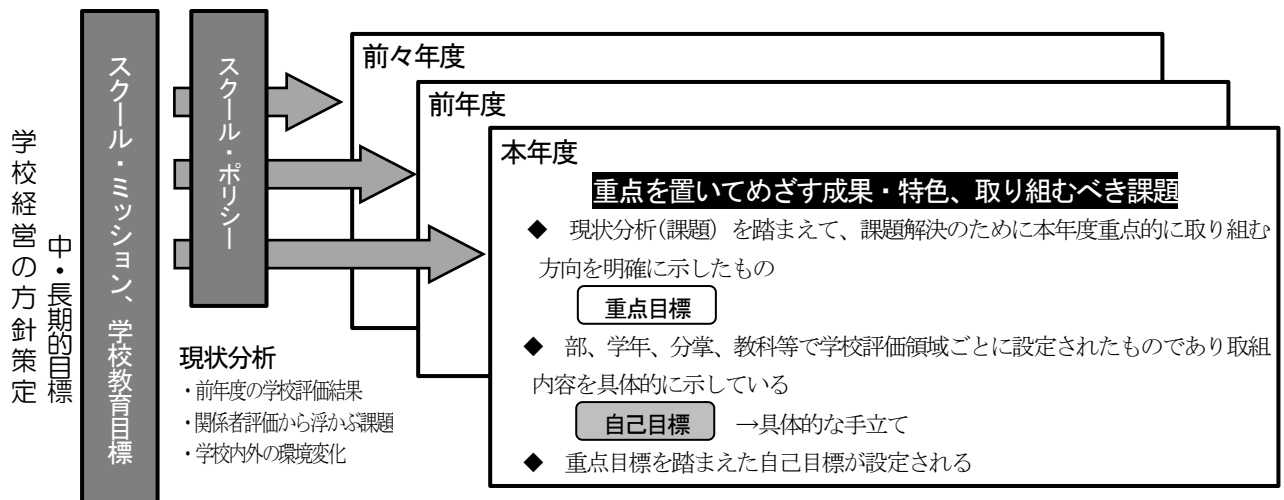 学校経営の方針策定
中・長期的目標
スクール・ミッション、学校教育目標
スクール・ポリシー
現状分析
・前年度の学校評価結果
・関係者評価から浮かぶ課題
・学校内外の環境変化
前々年度
前年度
本年度
重点を置いてめざす成果・特色、取り組むべき課題
◆ 現状分析(課題) を踏まえて、課題解決のために本年度重点的に取り組む
方向を明確に示したもの
重点目標
◆ 部、学年、分掌、教科等で学校評価領域ごとに設定されたものであり取組
内容を具体的に示している
自己目標 →具体的な手立て
◆ 重点目標を踏まえた自己目標が設定される